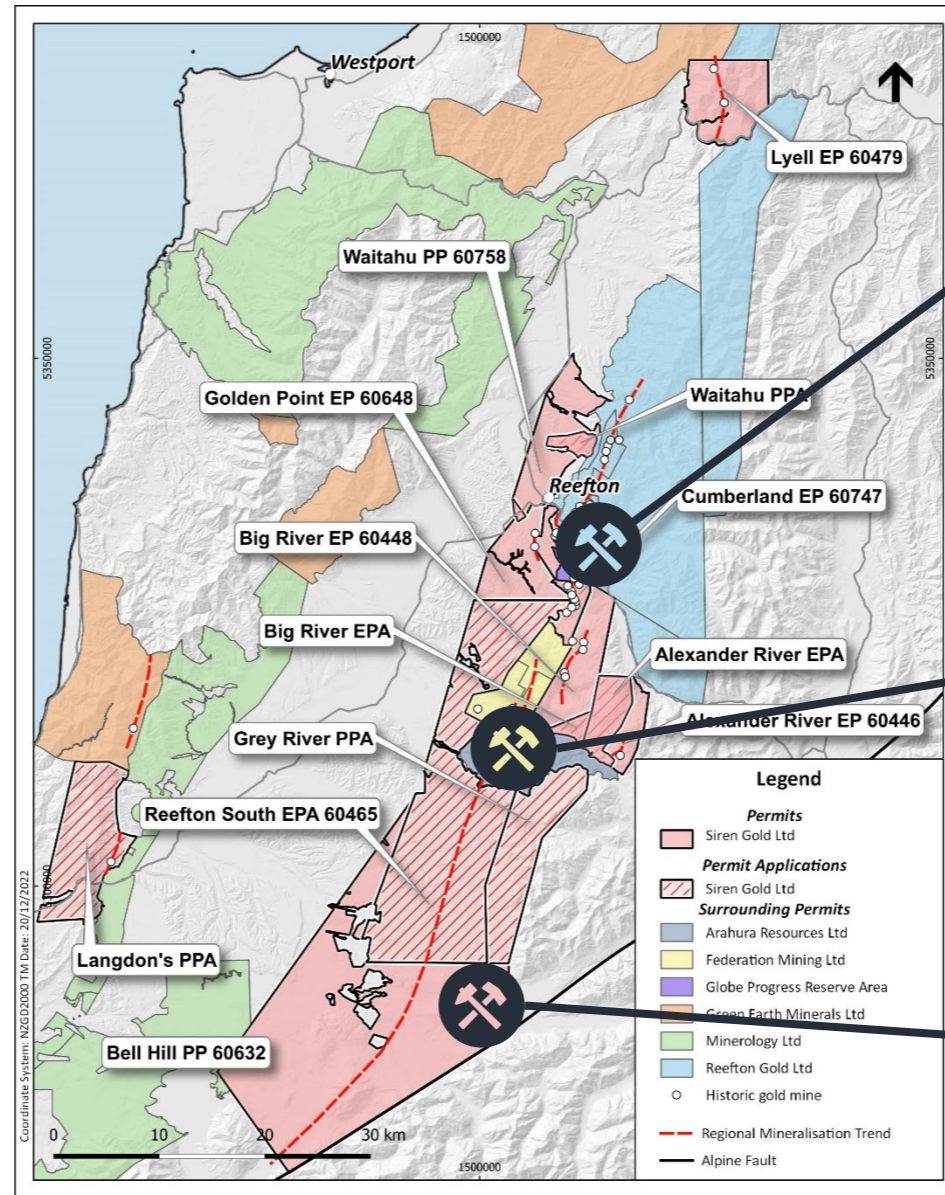 1500000
Westport
Lyell EP 60479
Waitahu PP 60758
5350000
5350000
Golden Point EP 60648
Waitahu PPA
Reefton
Cumberland EP 60747
Big River EP 60448
Big River EPA
Alexander River EPA
Grey River PPA
Alexander River EP 60446
Reefton South EPA 60465
Langdon's PPA
Bell Hill PP 60632
Coordinate System: NZGD2000 TM Date: 20/12/2022
0 10 20 30 km
1500000
Legend
Permits
Siren Gold Ltd
Permit Applications
Siren Gold Ltd
Surrounding Permits
Arahura Resources Ltd
Federation Mining Ltd
Globe Progress Reserve Area
Green Earth Minerals Ltd
Minerology Ltd
Reefton Gold Ltd
Historic gold mine
Regional Mineralisation Trend
Alpine Fault